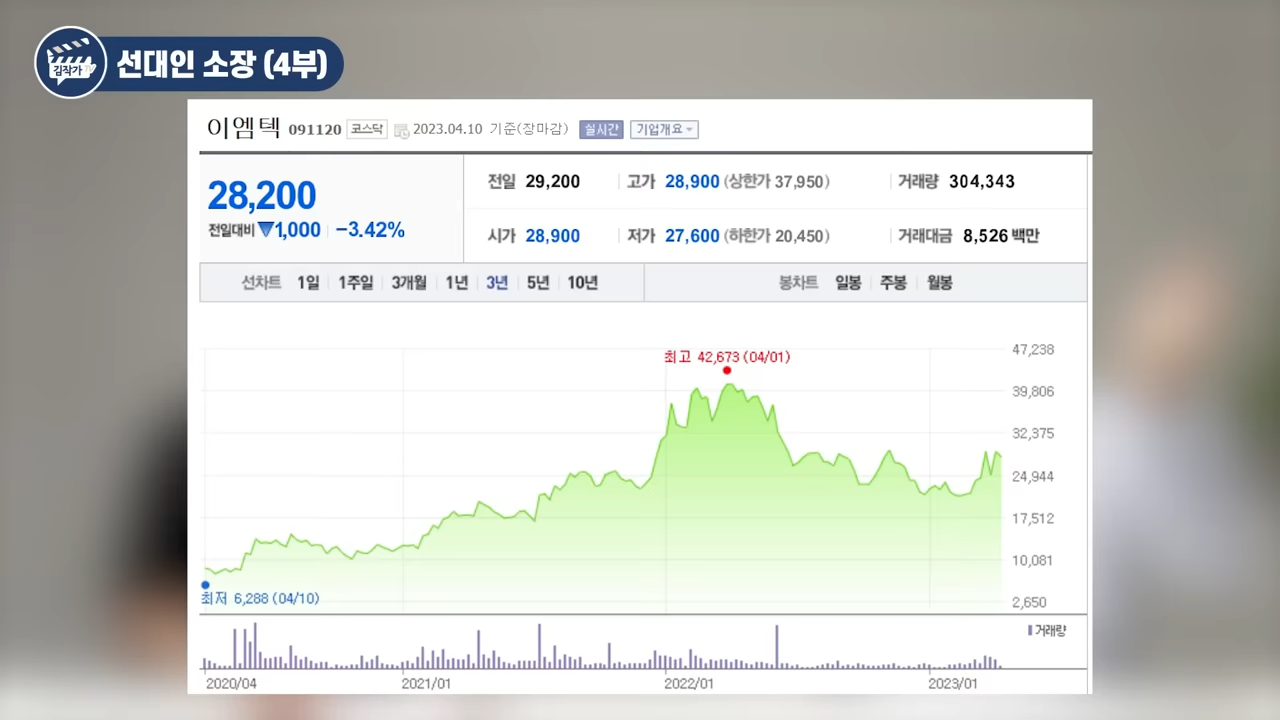 김작가
선대인 소장 (4부)
이엠텍 091120 코스닥 2023.04.10 기준(장마감) 실시간 기업개요
28,200
전일대비 ▼1,000 -3.42%
전일 29,200 고가 28,900 (상한가 37,950) 거래량 304,343
시가 28,900 저가 27,600 (하한가 20,450) 거래대금 8,526 백만
선차트 1일 1주일 3개월 1년 3년 5년 10년 봉차트 일봉 주봉 월봉
최고 42,673 (04/01)
47,238
39,806
32,375
24,944
17,512
10,081
2,650
최저 6,288 (04/10)
거래량
2020/04 2021/01 2022/01 2023/01